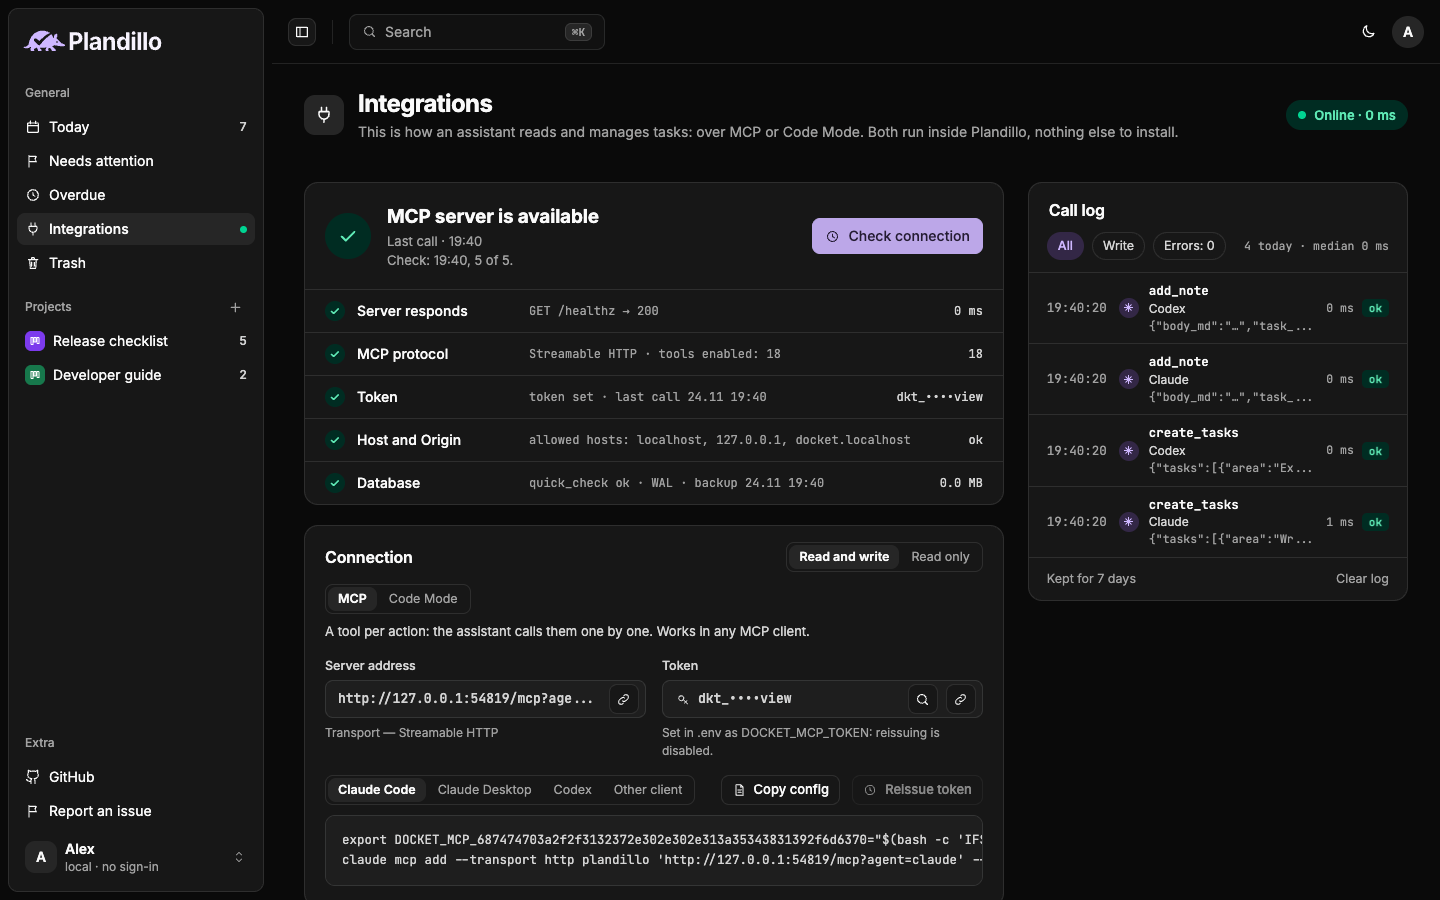 Plandillo
General
Today 7
Needs attention
Overdue
Integrations
Trash
Projects
Release checklist 5
Developer guide 2
Extra
GitHub
Report an issue
A
Alex
local · no sign-in
Search ⌘K
A
Integrations
This is how an assistant reads and manages tasks: over MCP or Code Mode. Both run inside Plandillo, nothing else to install.
Online · 0 ms
MCP server is available
Last call · 19:40
Check: 19:40, 5 of 5.
Check connection
Server responds GET /healthz → 200 0 ms
MCP protocol Streamable HTTP · tools enabled: 18 18
Token token set · last call 24.11 19:40 dkt_••••view
Host and Origin allowed hosts: localhost, 127.0.0.1, docket.localhost ok
Database quick_check ok · WAL · backup 24.11 19:40 0.0 MB
Connection
Read and write Read only
MCP Code Mode
A tool per action: the assistant calls them one by one. Works in any MCP client.
Server address
http://127.0.0.1:54819/mcp?age...
Transport — Streamable HTTP
Token
dkt_••••view
Set in .env as DOCKET_MCP_TOKEN: reissuing is
disabled.
Claude Code Claude Desktop Codex Other client
Copy config
Reissue token
export DOCKET_MCP_687474703a2f2f3132372e302e302e313a35343831392f6d6370="$(bash -c 'IFS
claude mcp add --transport http plandillo 'http://127.0.0.1:54819/mcp?agent=claude' --
Call log
All Write Errors: 0 4 today · median 0 ms
add_note
19:40:20 Codex 0 ms ok
{"body_md":"…","task_...
add_note
19:40:20 Claude 0 ms ok
{"body_md":"…","task_...
create_tasks
19:40:20 Codex 0 ms ok
{"tasks":[{"area":"Ex...
create_tasks
19:40:20 Claude 1 ms ok
{"tasks":[{"area":"Wr...
Kept for 7 days Clear log